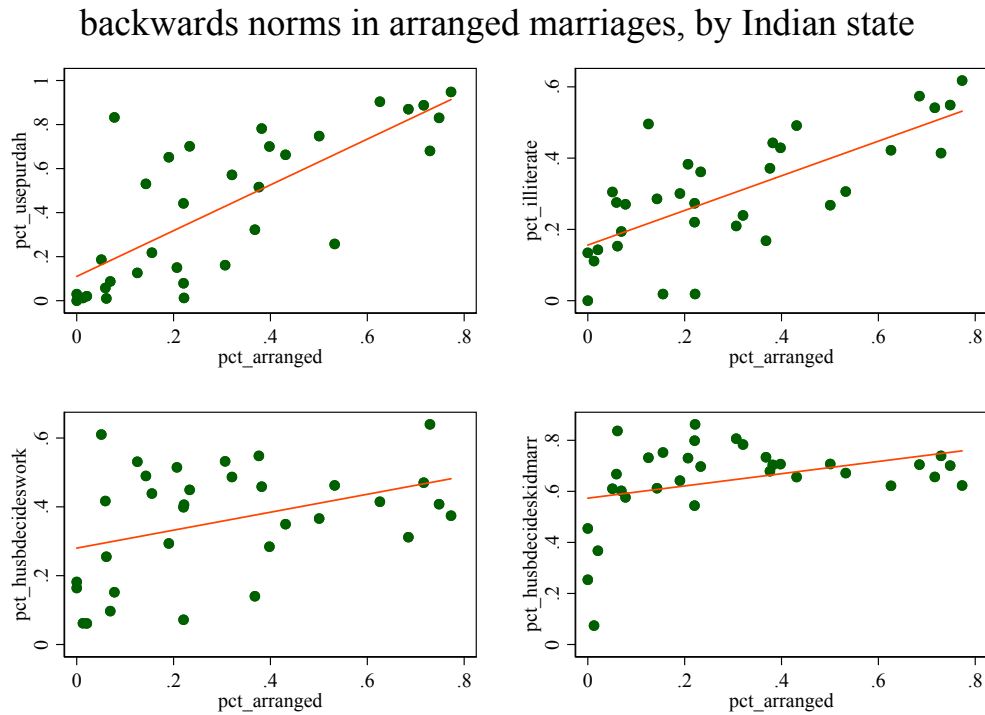 backwards norms in arranged marriages, by Indian state
pct_usepurdah
0 .2 .4 .6 .8 1
0 .2 .4 .6 .8
pct_arranged
pct_illiterate
0 .2 .4 .6
0 .2 .4 .6 .8
pct_arranged
pct_husbdecideswork
0 .2 .4 .6
0 .2 .4 .6 .8
pct_arranged
pct_husbdecideskidmarr
0 .2 .4 .6 .8
0 .2 .4 .6 .8
pct_arranged